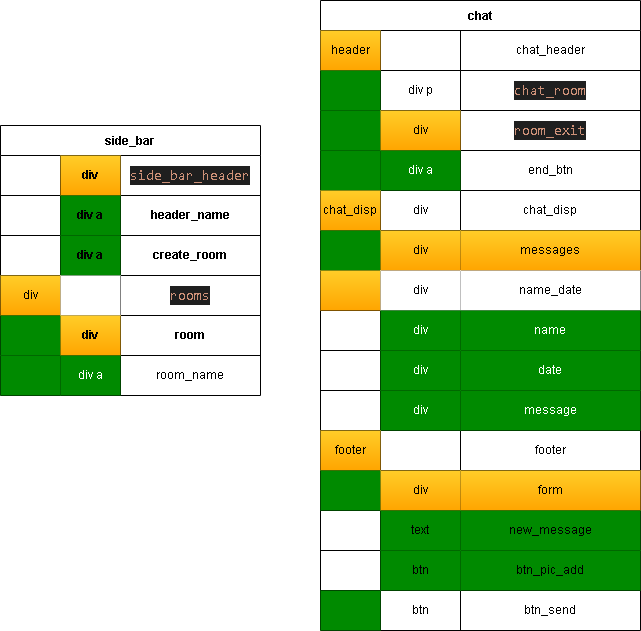 side_bar
div side_bar_header
div a header_name
div a create_room
div rooms
div room
div a room_name
chat
header chat_header
div p chat_room
div room_exit
div a end_btn
chat_disp div chat_disp
div messages
div name_date
div name
div date
div message
footer footer
div form
text new_message
btn btn_pic_add
btn btn_send